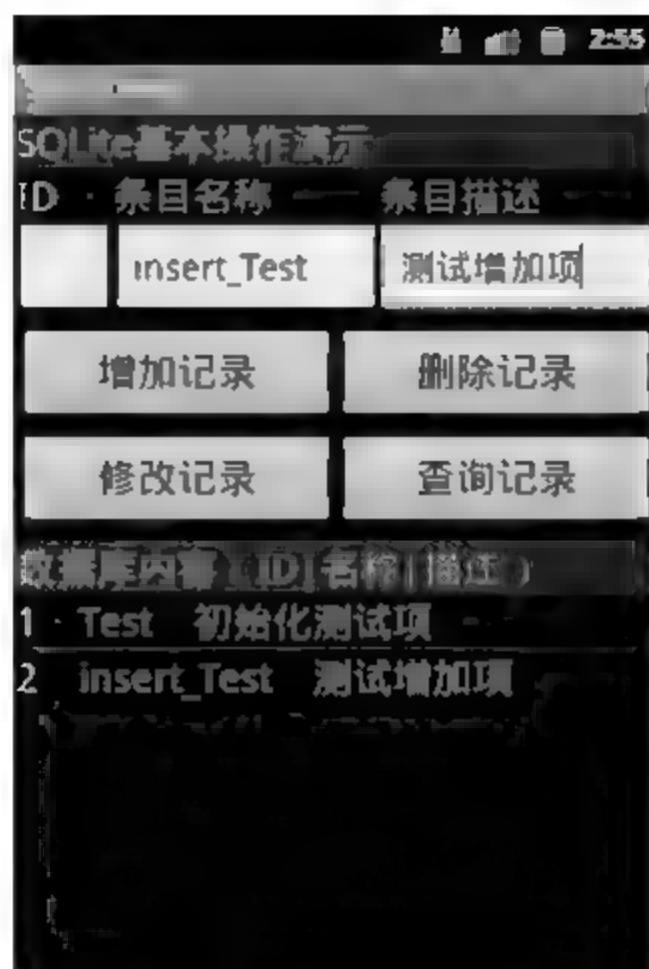 2:55
SQLite基本操作演示
ID 条目名称 条目描述
insert_Test 测试增加项
增加记录 删除记录
修改记录 查询记录
数据库内容 ( ID | 名称 | 描述 )
1 Test 初始化测试项
2 insert_Test 测试增加项